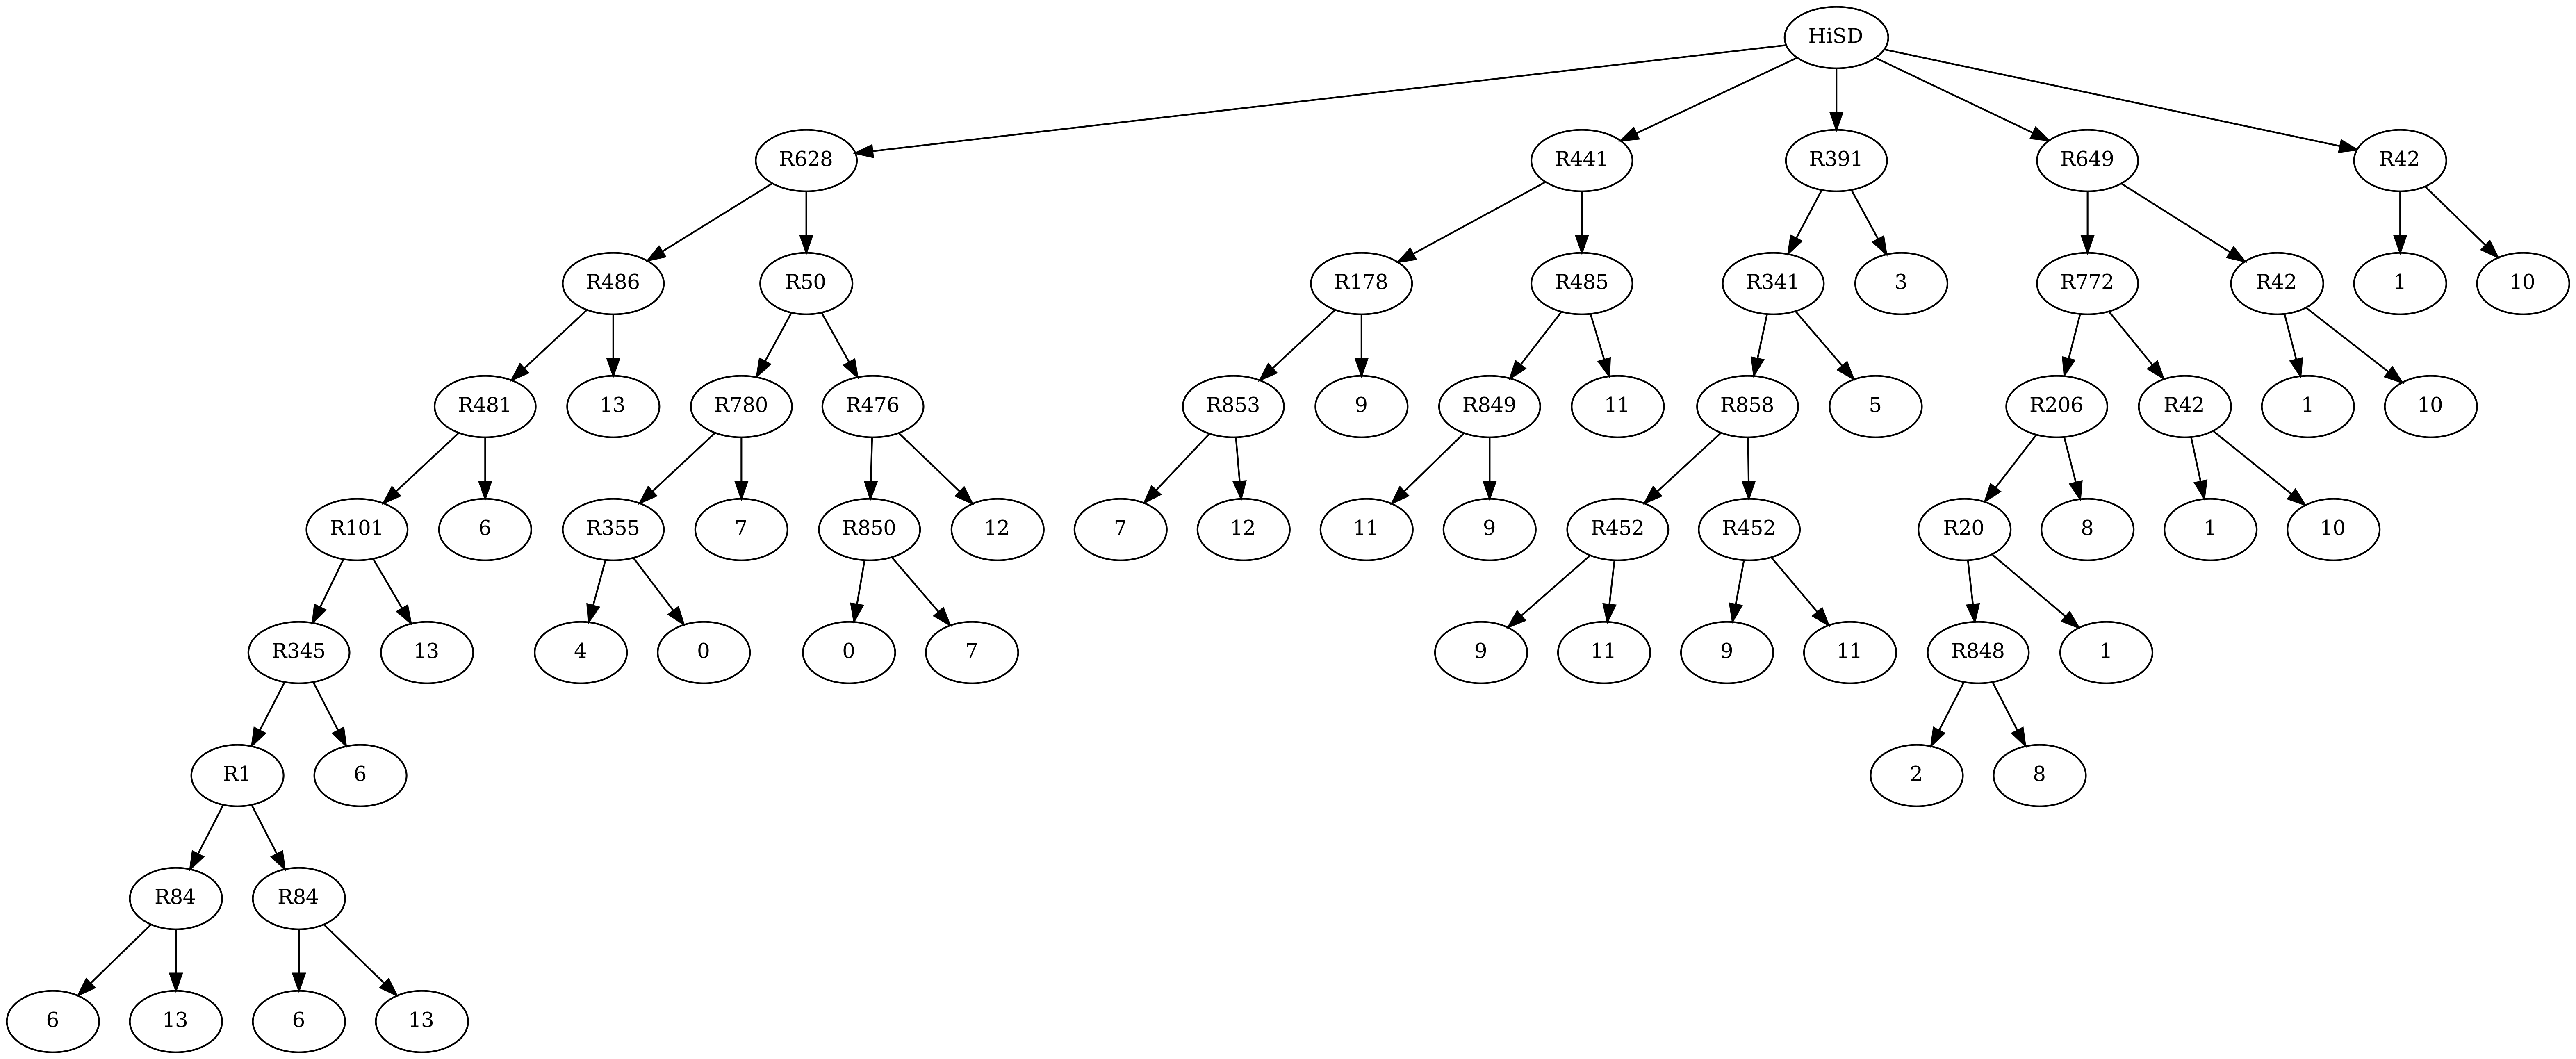 HiSD
R628 R441 R391 R649 R42
R486 R50 R178 R485 R341 3 R772 R42 1 10
R481 13 R780 R476 R853 9 R849 11 R858 5 R206 R42 1 10
R101 6 R355 7 R850 12 7 12 11 9 R452 R452 R20 8 1 10
R345 13 4 0 0 7 9 11 9 11 R848 1
R1 6 2 8
R84 R84
6 13 6 13